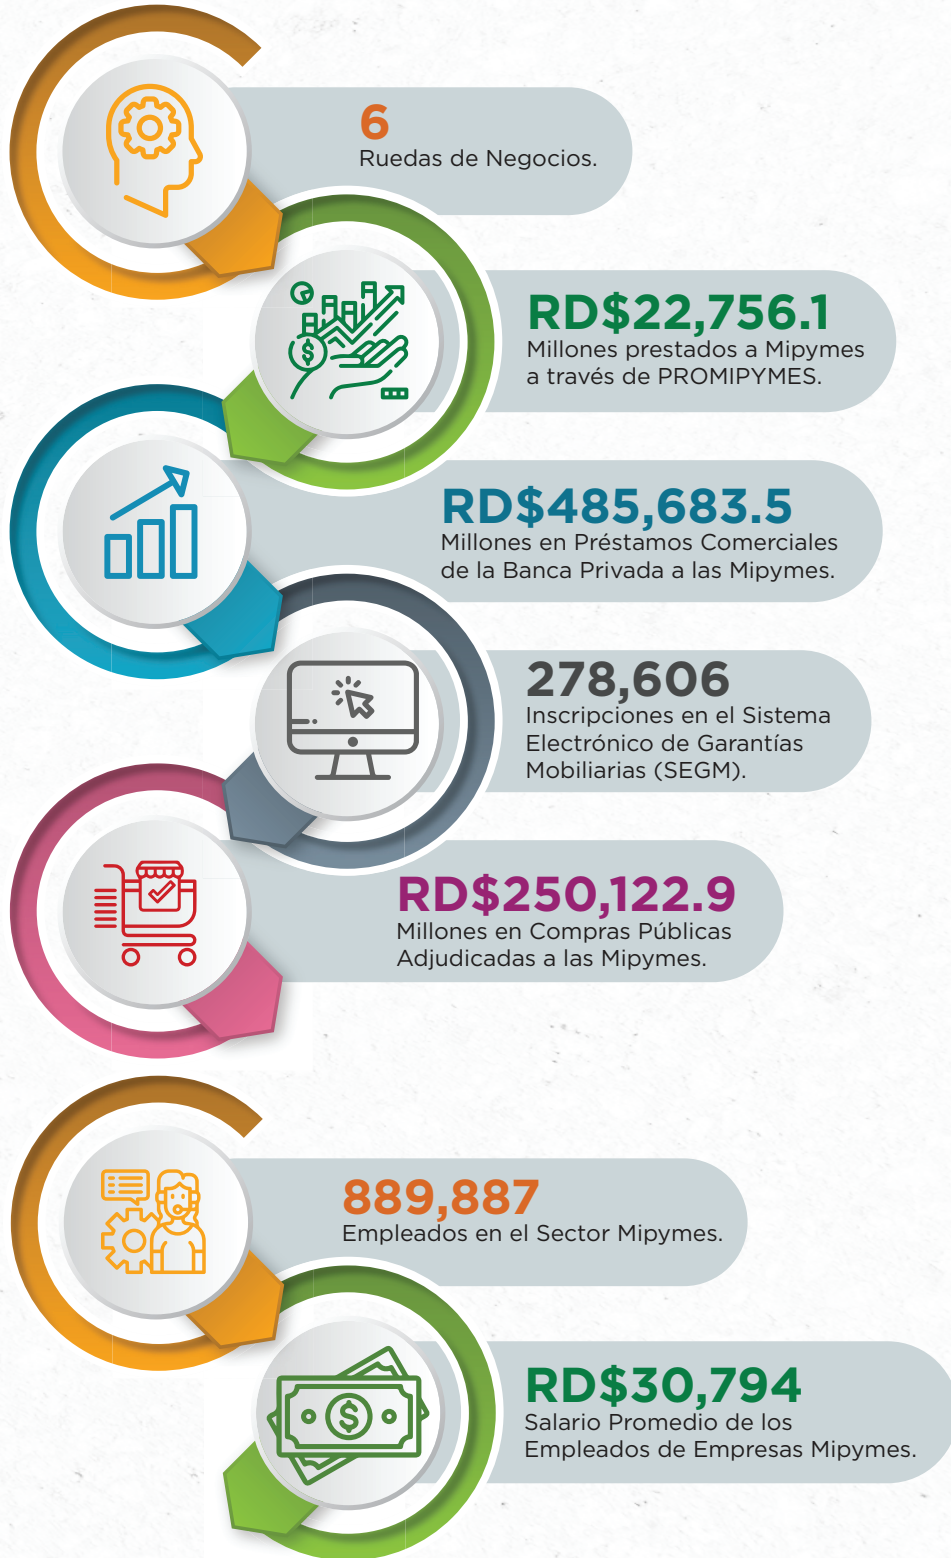 6
Ruedas de Negocios.
RD$22,756.1
Millones prestados a Mipymes
a través de PROMIPYMES.
RD$485,683.5
Millones en Préstamos Comerciales
de la Banca Privada a las Mipymes.
278,606
Inscripciones en el Sistema
Electrónico de Garantías
Mobiliarias (SEGM).
RD$250,122.9
Millones en Compras Públicas
Adjudicadas a las Mipymes.
889,887
Empleados en el Sector Mipymes.
RD$30,794
Salario Promedio de los
Empleados de Empresas Mipymes.